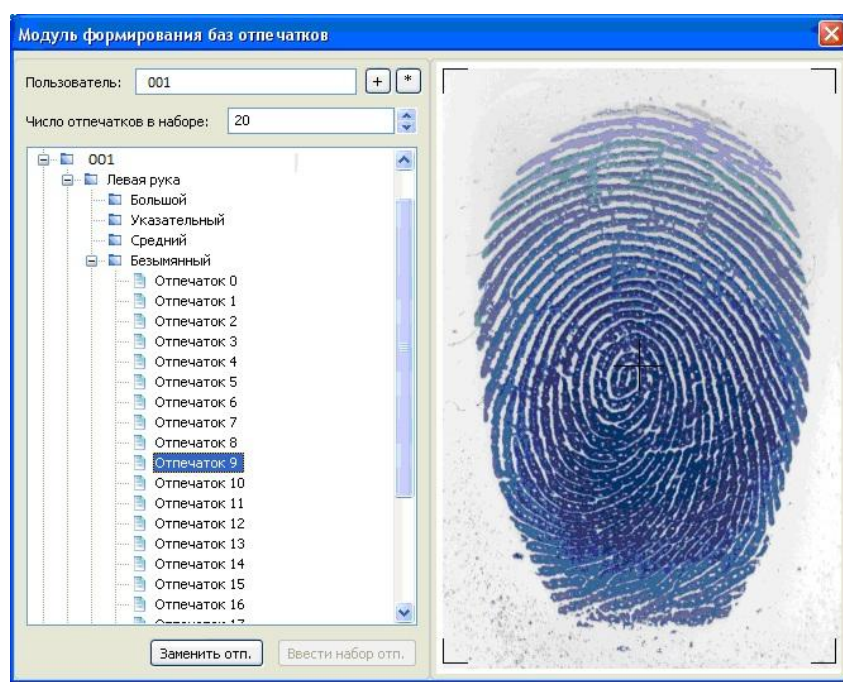 Модуль формирования баз отпечатков
Пользователь: 001 + *
Число отпечатков в наборе: 20
001
Левая рука
Большой
Указательный
Средний
Безымянный
Отпечаток 0
Отпечаток 1
Отпечаток 2
Отпечаток 3
Отпечаток 4
Отпечаток 5
Отпечаток 6
Отпечаток 7
Отпечаток 8
Отпечаток 9
Отпечаток 10
Отпечаток 11
Отпечаток 12
Отпечаток 13
Отпечаток 14
Отпечаток 15
Отпечаток 16
Отпечаток 17
Заменить отп. Ввести набор отп.